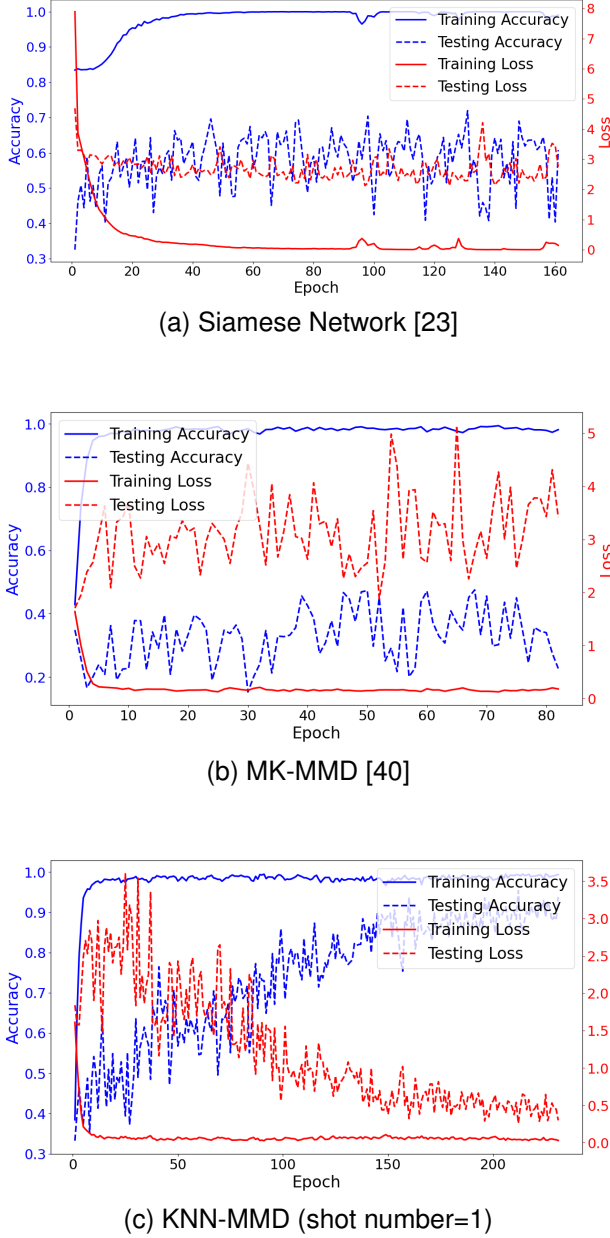 1.0
0.9
0.8
0.7
0.6
0.5
0.4
0.3
Accuracy
8
7
6
5
4
3
2
1
0
Loss
Training Accuracy
Testing Accuracy
Training Loss
Testing Loss
0 20 40 60 80 100 120 140 160
Epoch
(a) Siamese Network [23]
1.0
0.8
0.6
0.4
0.2
Accuracy
5
4
3
2
1
0
Loss
Training Accuracy
Testing Accuracy
Training Loss
Testing Loss
0 10 20 30 40 50 60 70 80
Epoch
(b) MK-MMD [40]
1.0
0.9
0.8
0.7
0.6
0.5
0.4
0.3
Accuracy
3.5
3.0
2.5
2.0
1.5
1.0
0.5
0.0
Training Accuracy
Testing Accuracy
Training Loss
Testing Loss
0 50 100 150 200
Epoch
(c) KNN-MMD (shot number=1)